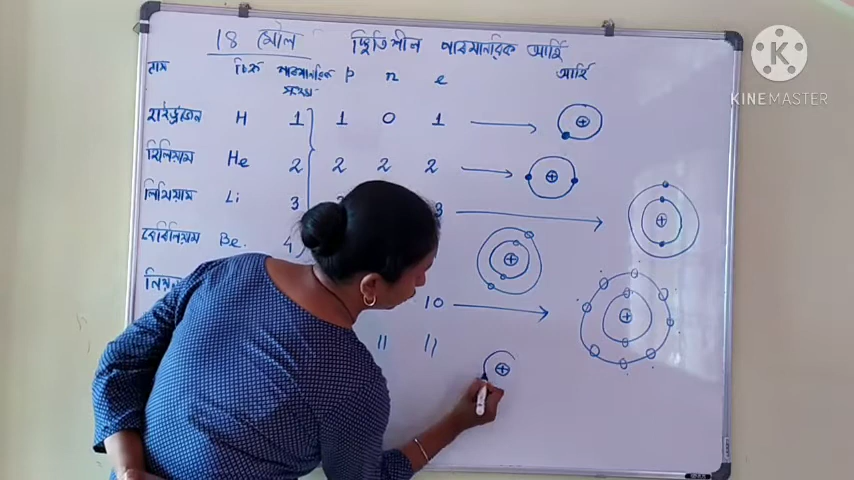 18 মৌল দ্বিতিশীল পাৰমাণৱিক আৰ্হি
নাম চিহ্ন পাৰমাণৱিক সংখ্যা p n e আৰ্হি
হাইড্ৰ'জেন H 1 1 0 1 +
হিলিয়াম He 2 2 2 2 +
লিথিয়াম Li 3 3 +
বেৰিলিয়াম Be. 4 +
10 +
11 11 +
K
KINEMASTER